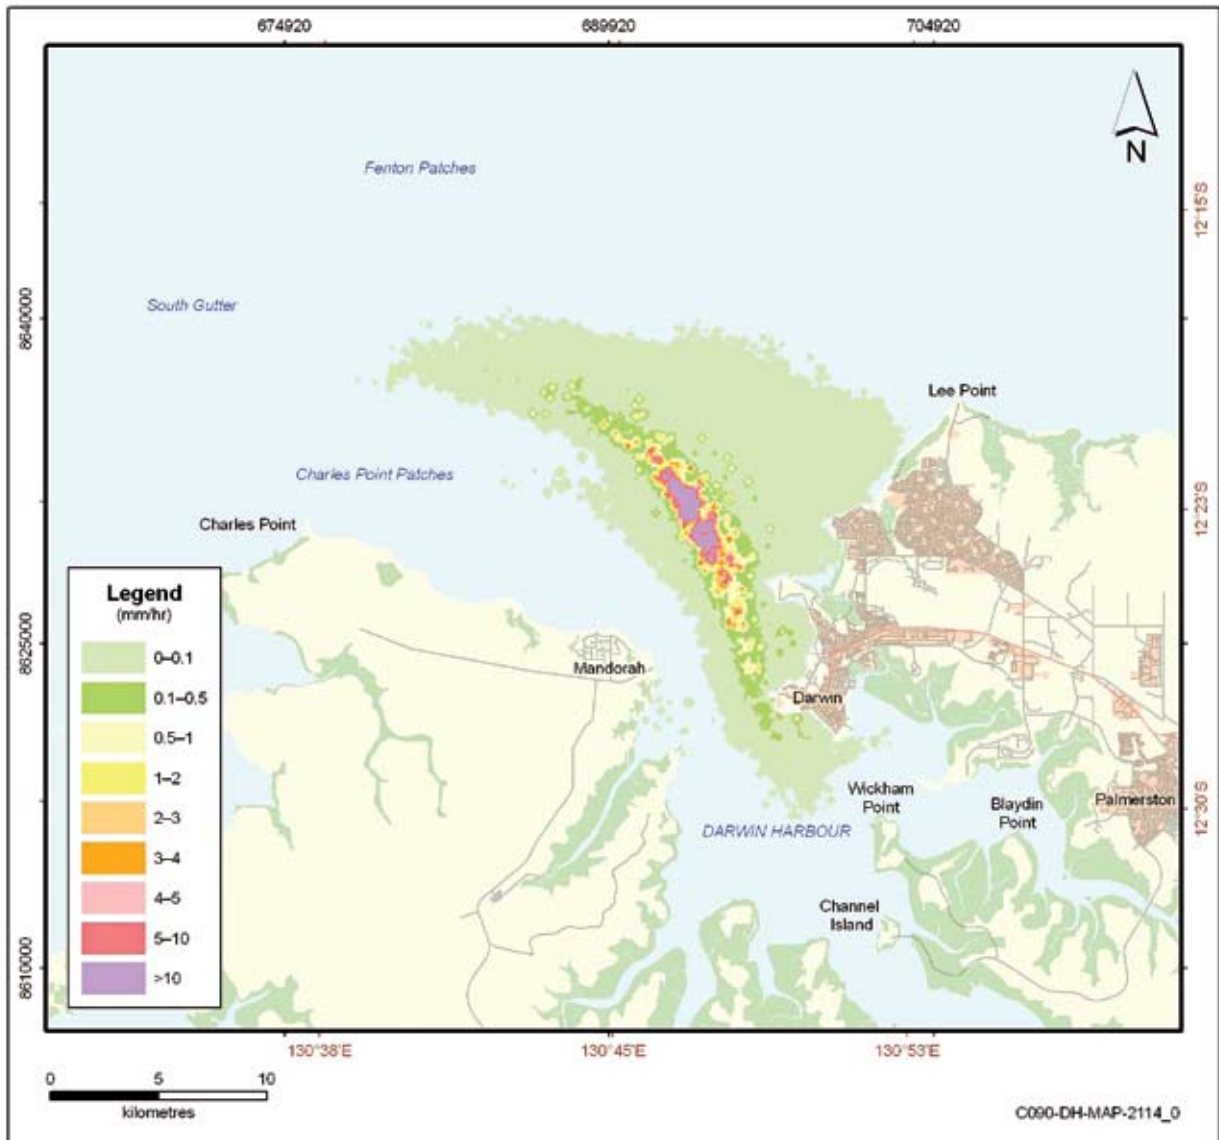 674920
689920
704920
N
Fenton Patches
12°15'S
South Gutter
8640000
Lee Point
Charles Point Patches
12°23'S
Charles Point
Legend
(mm/hr)
0–0.1
0.1–0.5
0.5–1
1–2
2–3
3–4
4–5
5–10
>10
8625000
Mandorah
Darwin
Wickham
Point
Blaydin
Point
Palmerston
12°30'S
DARWIN HARBOUR
Channel
Island
8610000
130°38'E
130°45'E
130°53'E
0 5 10
kilometres
C090-DH-MAP-2114_0